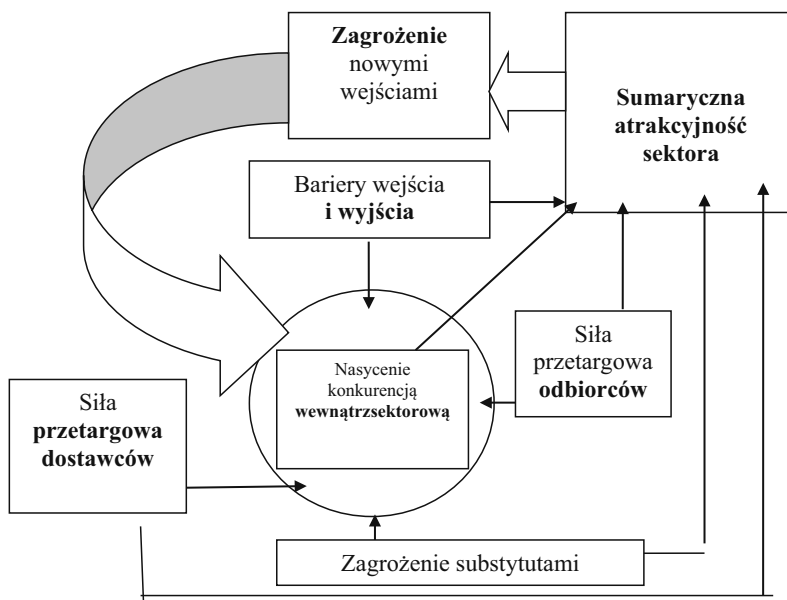 Zagrożenie
nowymi
wejściami
Sumaryczna
atrakcyjność
sektora
Bariery wejścia
i wyjścia
Nasycenie
konkurencją
wewnątrzsektorową
Siła
przetargowa
odbiorców
Siła
przetargowa
dostawców
Zagrożenie substytutami